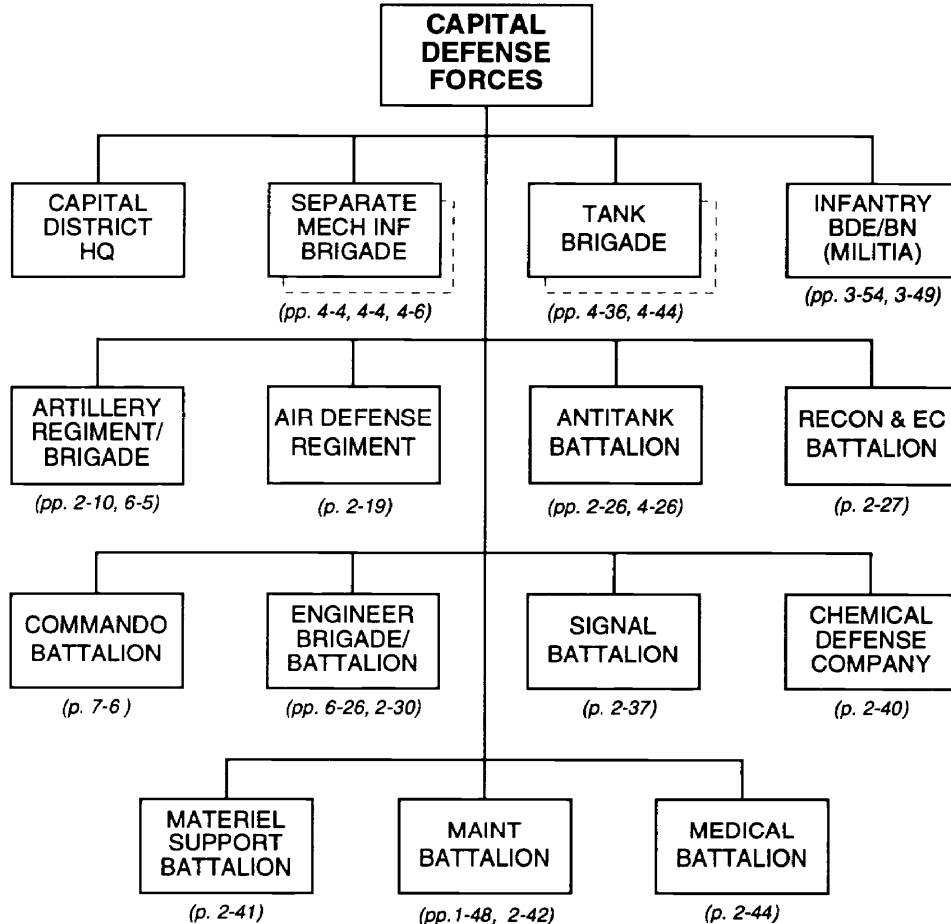 CAPITAL
DEFENSE
FORCES
CAPITAL
DISTRICT
HQ
SEPARATE
MECH INF
BRIGADE
(pp. 4-4, 4-4, 4-6)
TANK
BRIGADE
(pp. 4-36, 4-44)
INFANTRY
BDE/BN
(MILITIA)
(pp. 3-54, 3-49)
ARTILLERY
REGIMENT/
BRIGADE
(pp. 2-10, 6-5)
AIR DEFENSE
REGIMENT
(p. 2-19)
ANTITANK
BATTALION
(pp. 2-26, 4-26)
RECON & EC
BATTALION
(p. 2-27)
COMMANDO
BATTALION
(p. 7-6 )
ENGINEER
BRIGADE/
BATTALION
(pp. 6-26, 2-30)
SIGNAL
BATTALION
(p. 2-37)
CHEMICAL
DEFENSE
COMPANY
(p. 2-40)
MATERIEL
SUPPORT
BATTALION
(p. 2-41)
MAINT
BATTALION
(pp.1-48, 2-42)
MEDICAL
BATTALION
(p. 2-44)